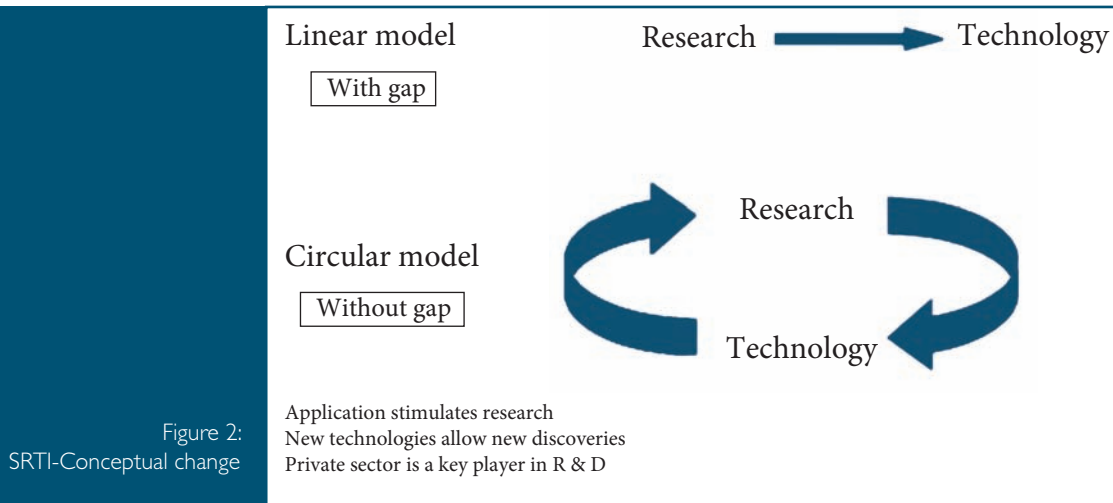 Linear model
Research Technology
With gap
Research
Circular model
Without gap
Technology
Application stimulates research
New technologies allow new discoveries
Private sector is a key player in R & D
Figure 2:
SRTI-Conceptual change